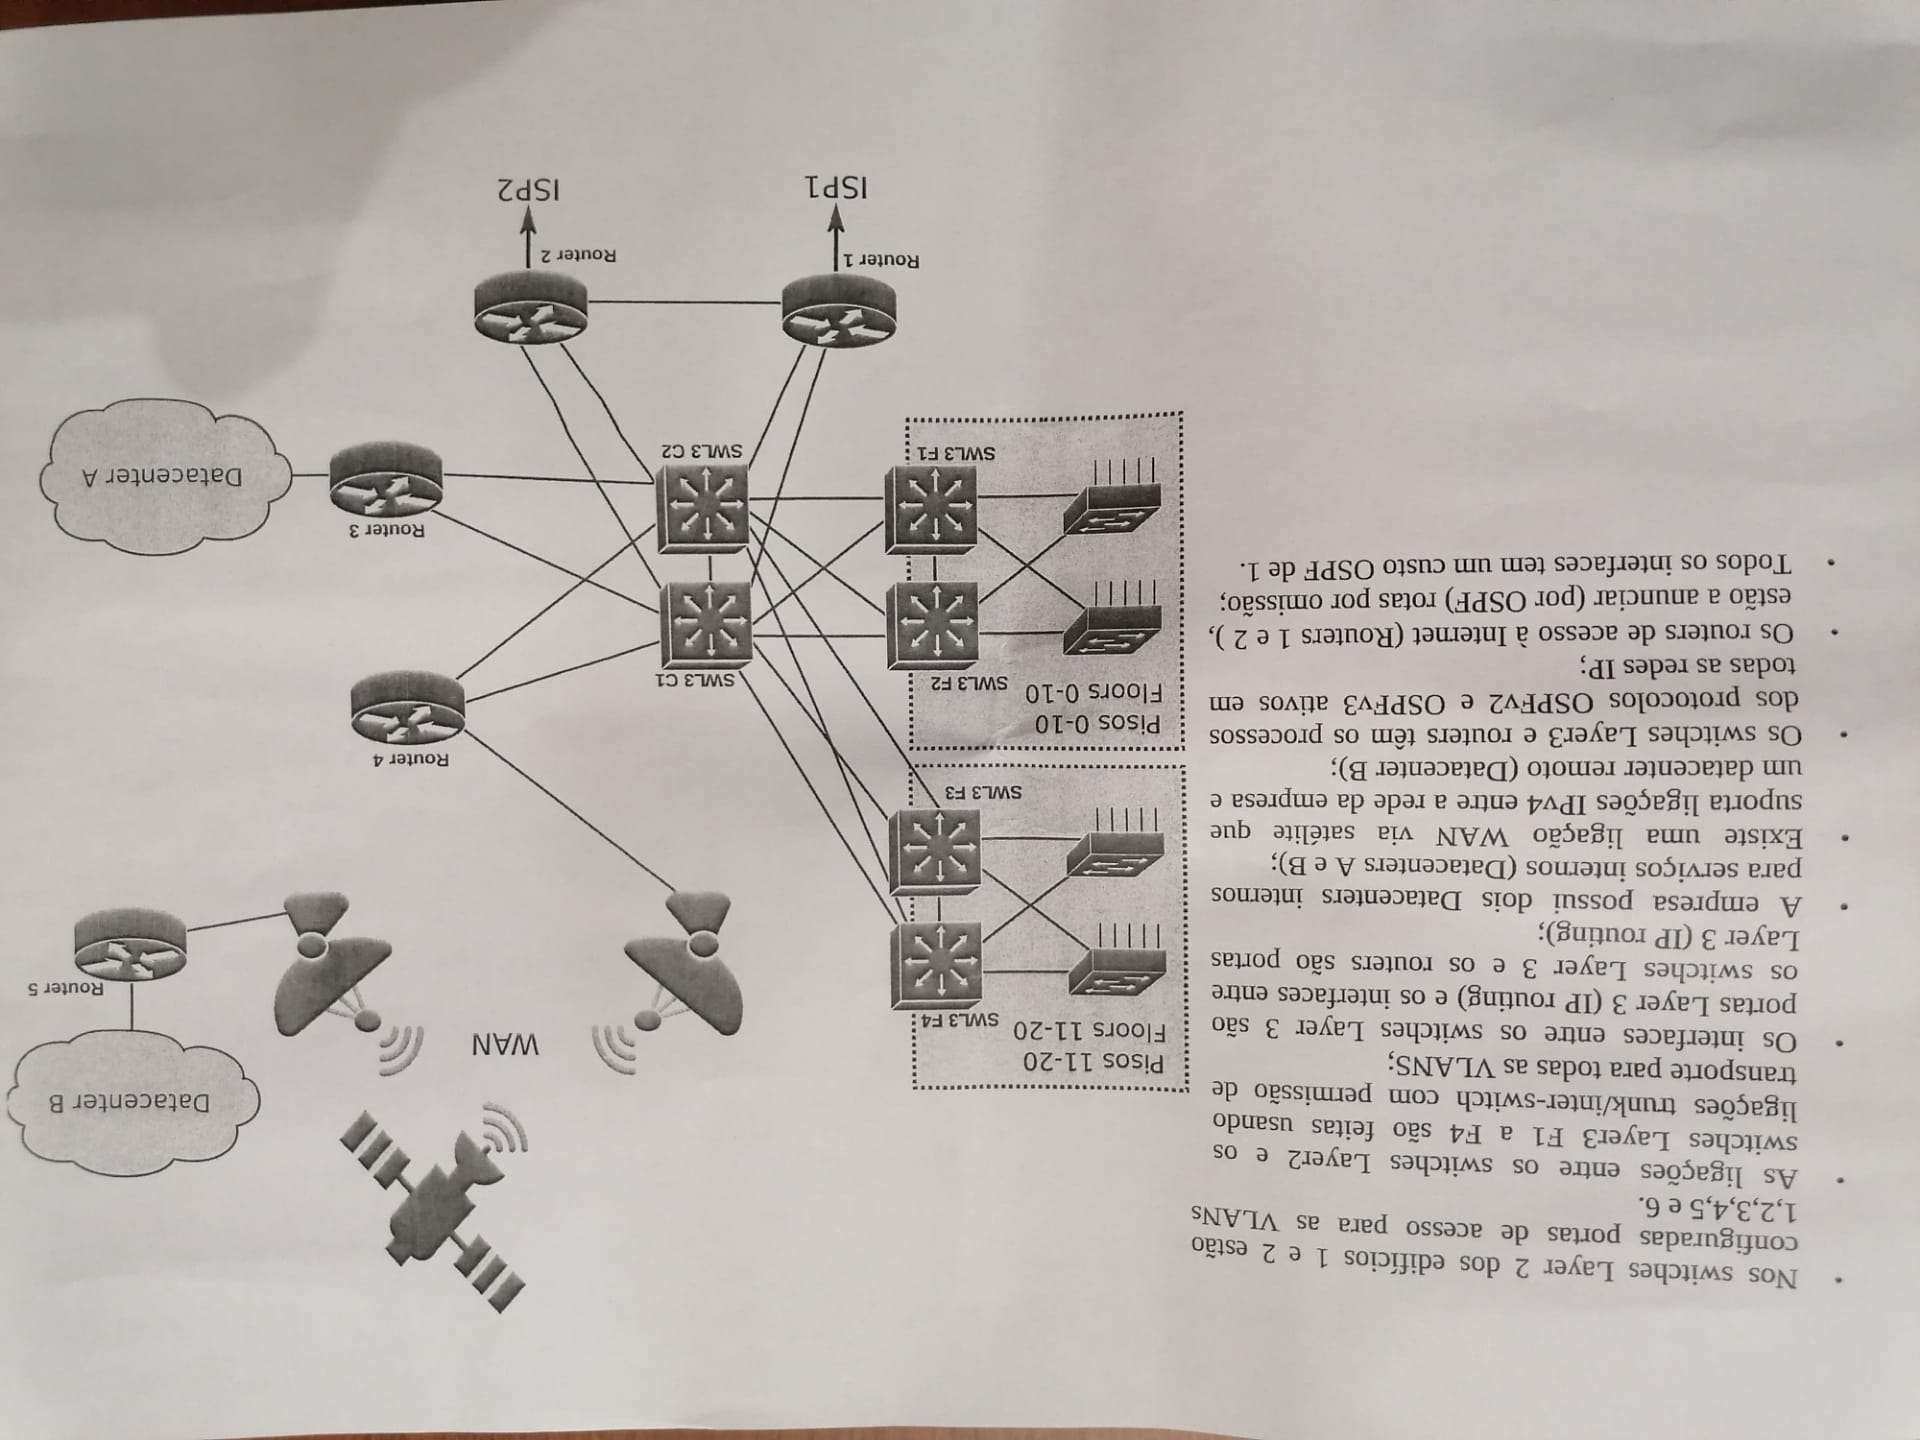 • Nos switches Layer 2 dos edifícios 1 e 2 estão
configuradas portas de acesso para as VLANs
1,2,3,4,5 e 6.
• As ligações entre os switches Layer2 e os
switches Layer3 F1 a F4 são feitas usando
ligações trunk/inter-switch com permissão de
transporte para todas as VLANS;
• Os interfaces entre os switches Layer 3 são
portas Layer 3 (IP routing) e os interfaces entre
os switches Layer 3 e os routers são portas
Layer 3 (IP routing);
• A empresa possui dois Datacenters internos
para serviços internos (Datacenters A e B);
• Existe uma ligação WAN via satélite que
suporta ligações IPv4 entre a rede da empresa e
um datacenter remoto (Datacenter B);
• Os switches Layer3 e routers têm os processos
dos protocolos OSPFv2 e OSPFv3 ativos em
todas as redes IP;
• Os routers de acesso à Internet (Routers 1 e 2 ),
estão a anunciar (por OSPF) rotas por omissão;
• Todos os interfaces tem um custo OSPF de 1.
Pisos 11-20
Floors 11-20
SWL3 F4
SWL3 F3
Pisos 0-10
Floors 0-10
SWL3 F2
SWL3 F1
WAN
Datacenter B
Router 5
Router 4
SWL3 C1
SWL3 C2
Router 3
Datacenter A
Router 1
Router 2
ISP1
ISP2